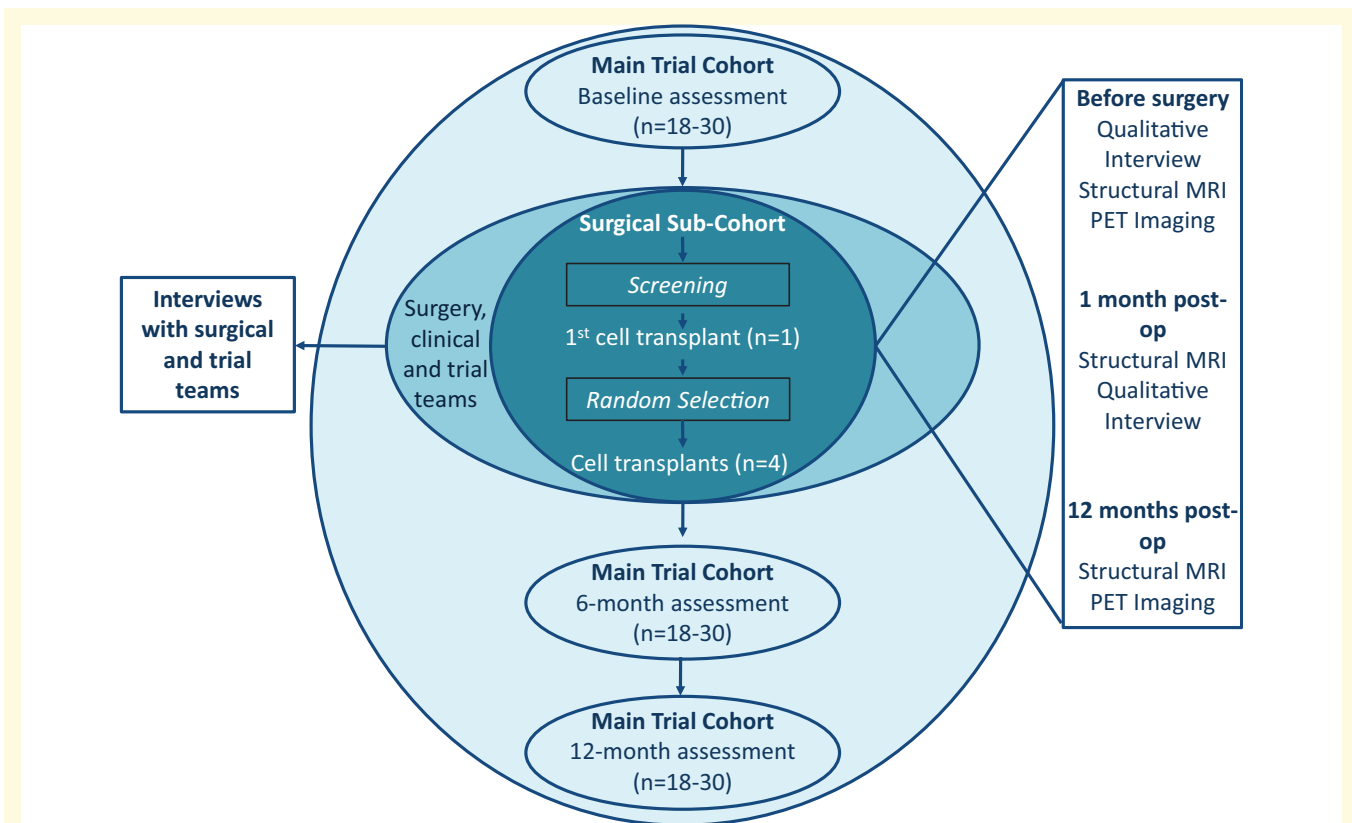 Main Trial Cohort
Baseline assessment
(n=18-30)
Surgical Sub-Cohort
Screening
1st cell transplant (n=1)
Random Selection
Cell transplants (n=4)
Surgery,
clinical
and trial
teams
Interviews
with surgical
and trial
teams
Main Trial Cohort
6-month assessment
(n=18-30)
Main Trial Cohort
12-month assessment
(n=18-30)
Before surgery
Qualitative
Interview
Structural MRI
PET Imaging
1 month post-
op
Structural MRI
Qualitative
Interview
12 months post-
op
Structural MRI
PET Imaging